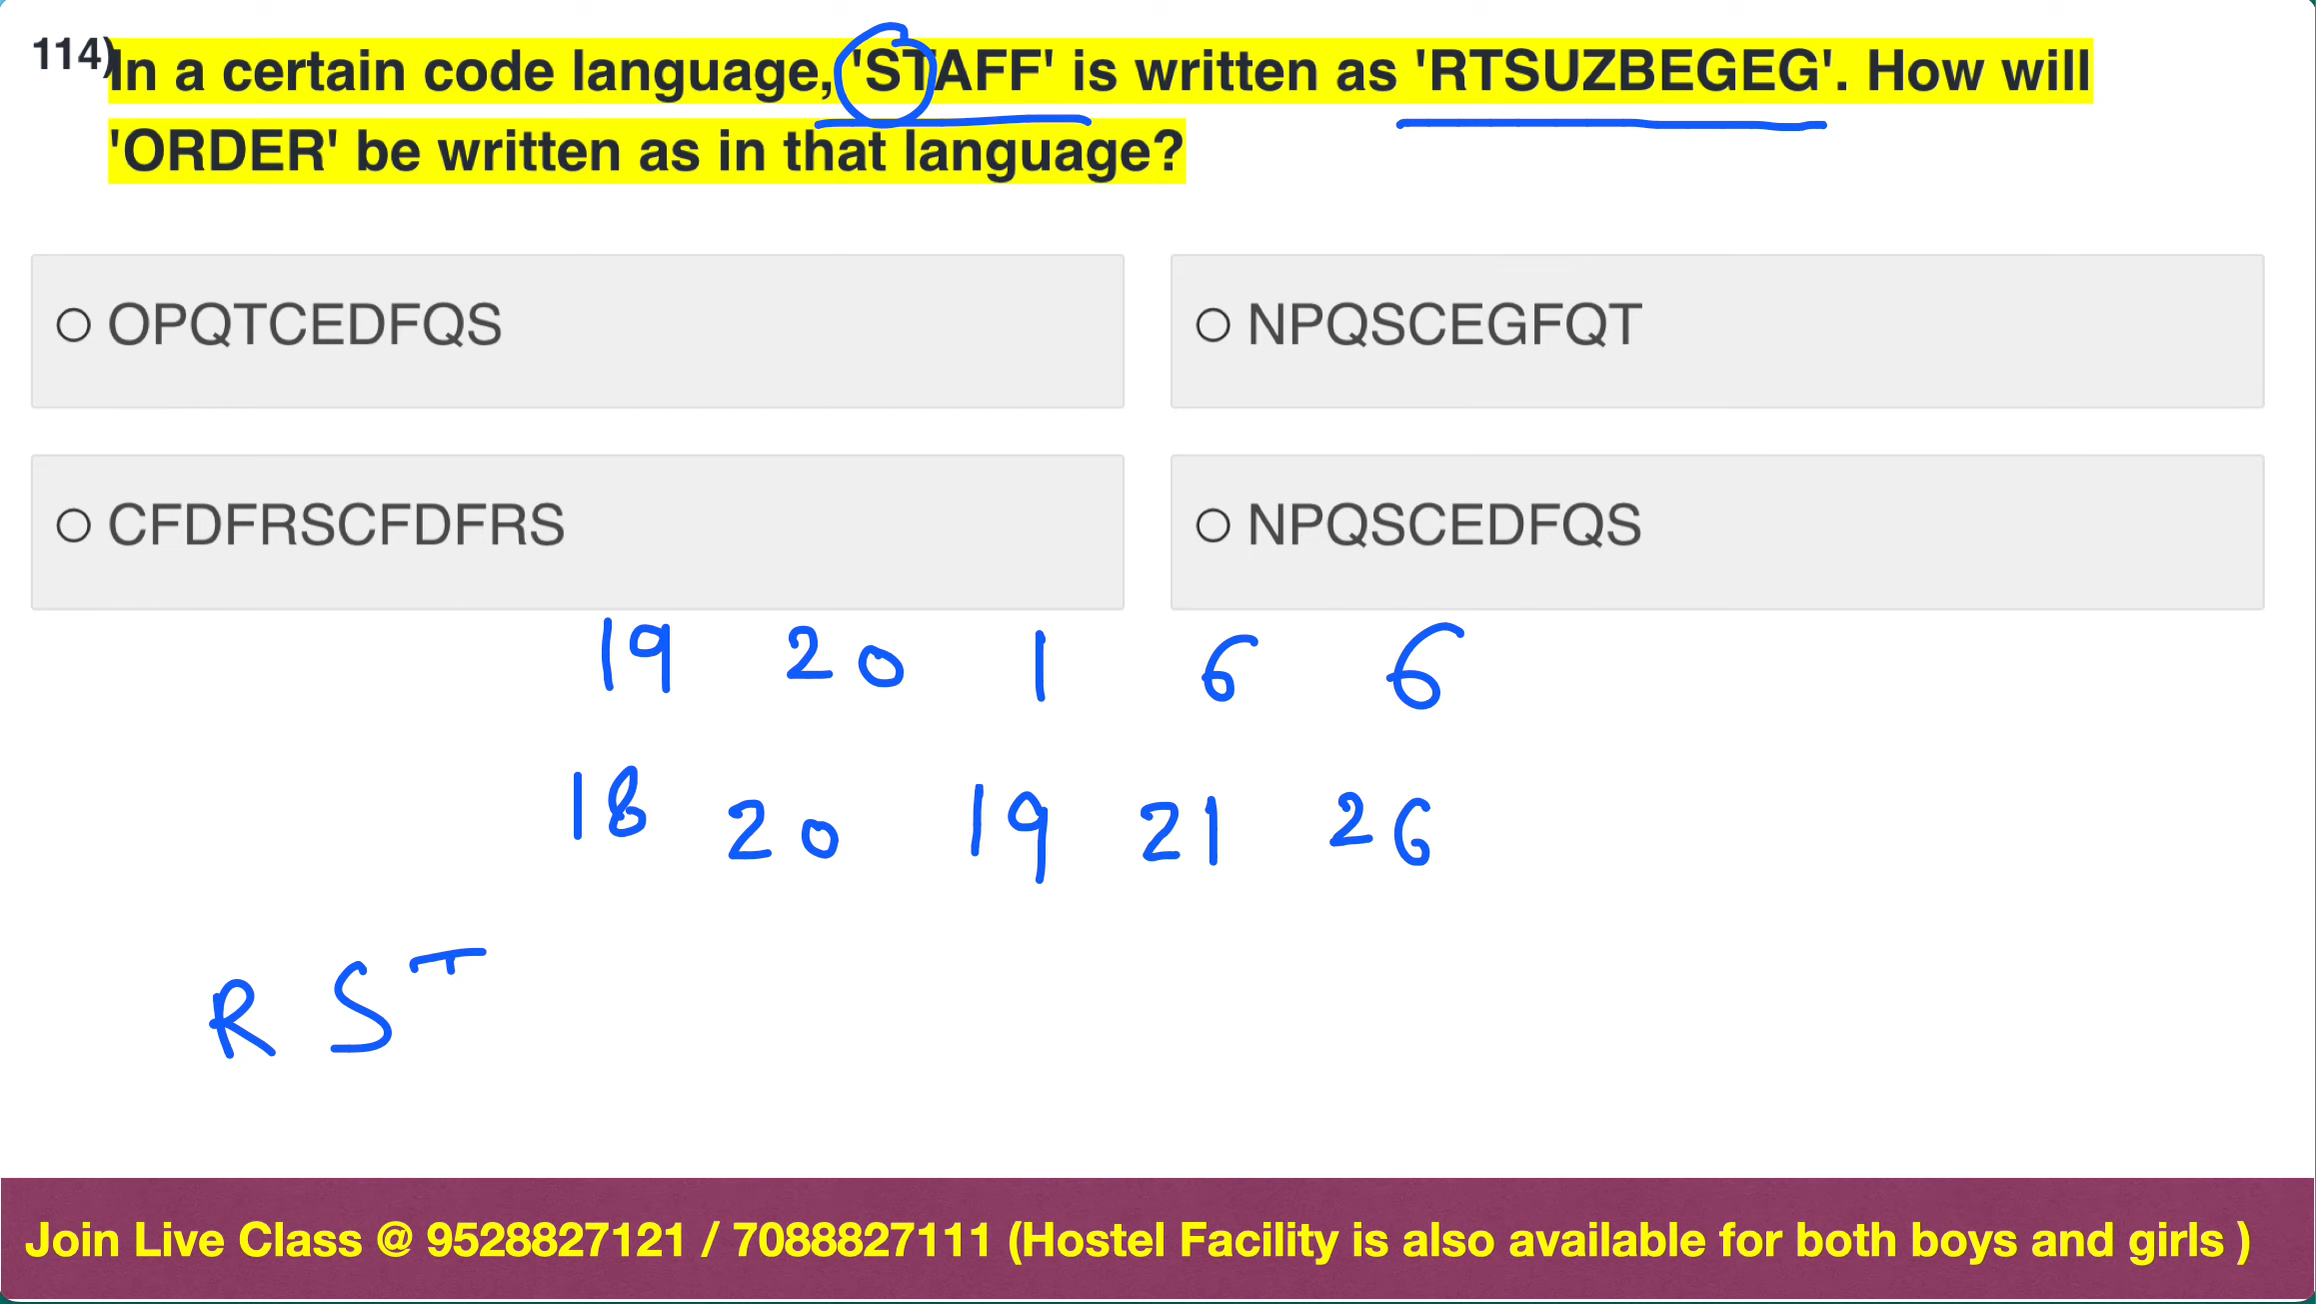 114) In a certain code language, 'STAFF' is written as 'RTSUZBEGEG'. How will
'ORDER' be written as in that language?
OPQTCEDFQS
NPQSCEGFQT
CFDFRSCFDFRS
NPQSCEDFQS
19 20 1 6 6
18 20 19 21 26
R S T
Join Live Class @ 9528827121 / 7088827111 (Hostel Facility is also available for both boys and girls )